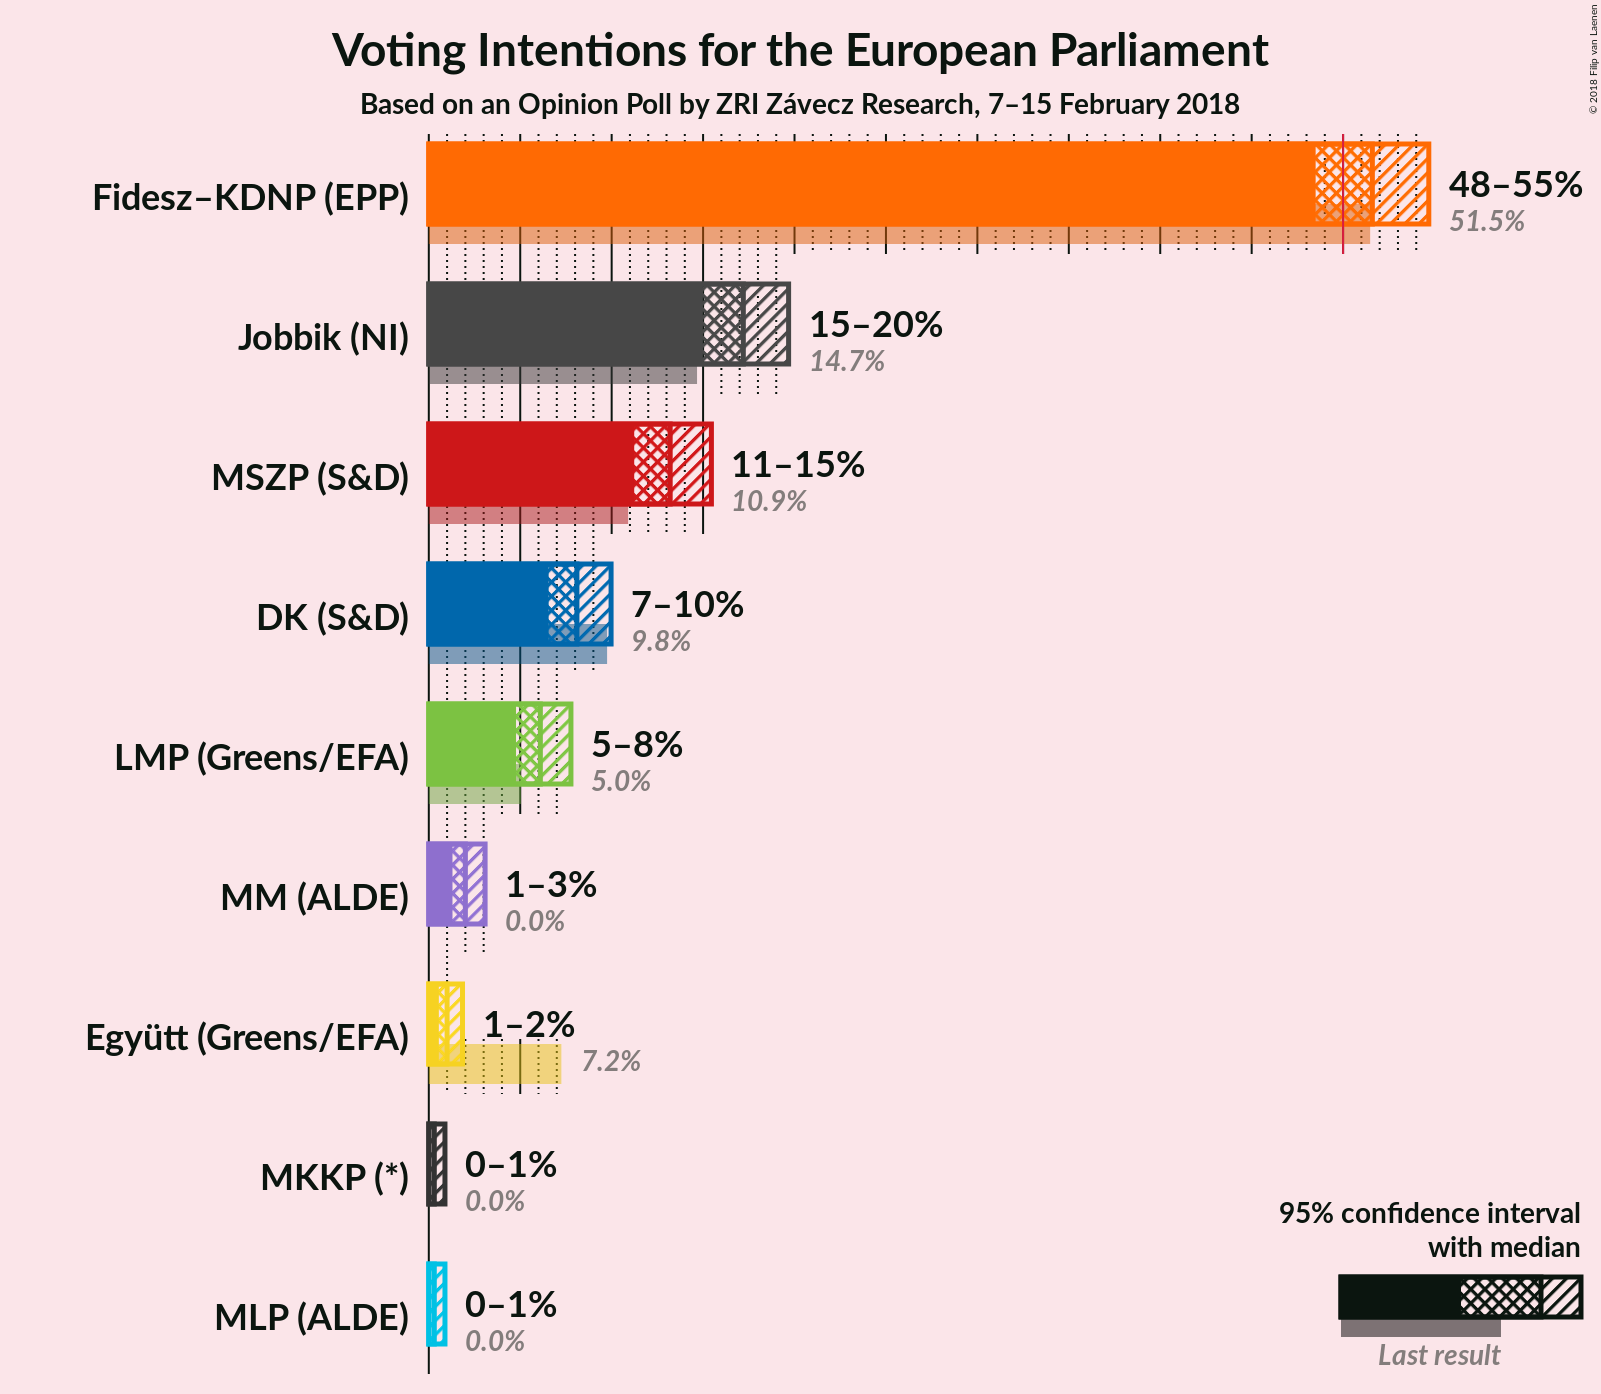 Voting Intentions for the European Parliament
Based on an Opinion Poll by ZRI Závecz Research, 7–15 February 2018
© 2018 Filip van Laenen
Fidesz–KDNP (EPP)
48–55%
51.5%
Jobbik (NI)
15–20%
14.7%
MSZP (S&D)
11–15%
10.9%
DK (S&D)
7–10%
9.8%
LMP (Greens/EFA)
5–8%
5.0%
MM (ALDE)
1–3%
0.0%
Együtt (Greens/EFA)
1–2%
7.2%
MKKP (*)
0–1%
0.0%
MLP (ALDE)
0–1%
0.0%
95% confidence interval
with median
Last result